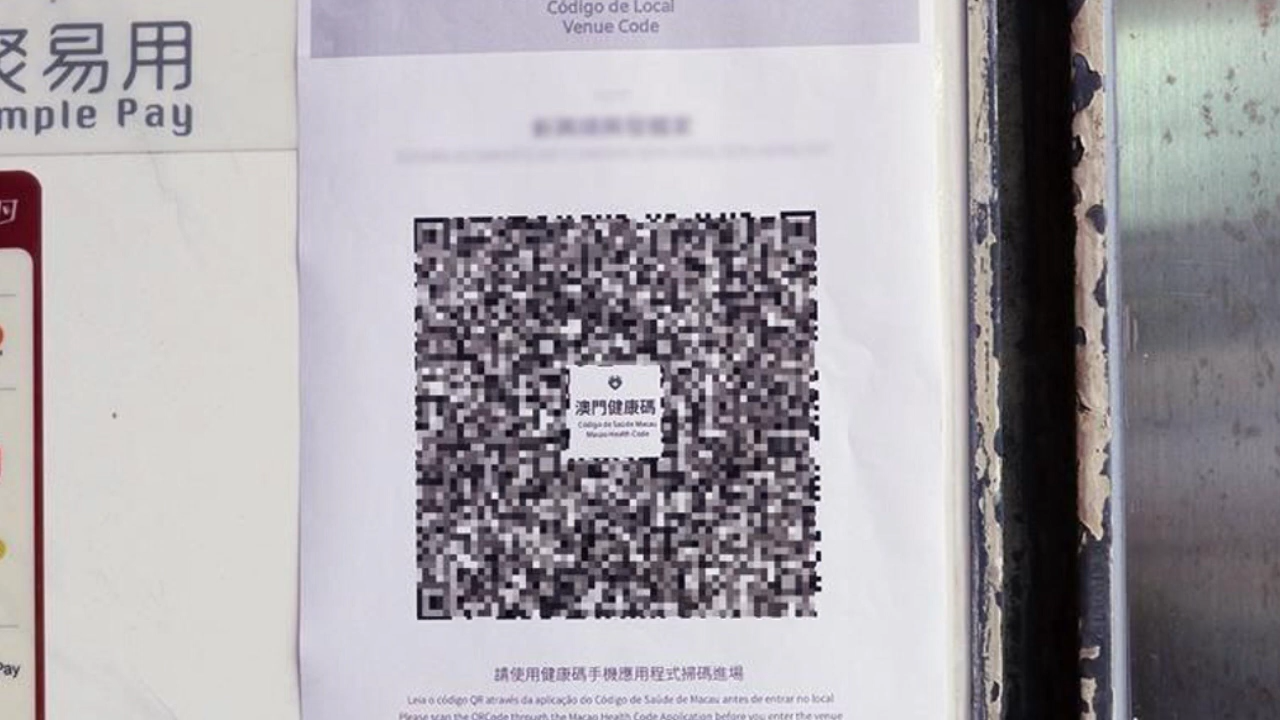 聚易用
mple Pay
Pay
Código de Local
Venue Code
澳門健康碼
Código de Saúde Macau
Macao Health Code
請使用健康碼手機應用程式掃碼進場
Leia o código QR através da aplicação do Código de Saúde de Macau antes de entrar no local
Please scan the QRCode through the Macao Health Code Application before you enter the venue